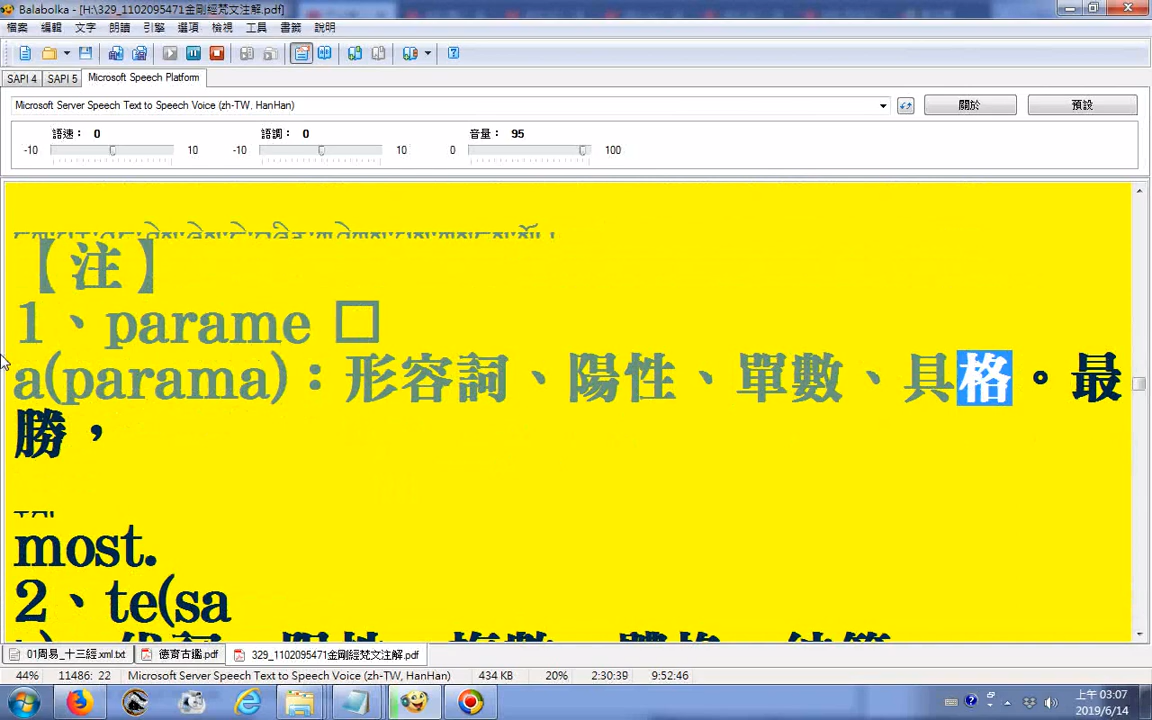 Balabolka - [H:\329_1102095471金剛經梵文注解.pdf]
檔案 編輯 文字 朗讀 引擎 選項 檢視 工具 書籤 說明
SAPI 4 SAPI 5 Microsoft Speech Platform
Microsoft Server Speech Text to Speech Voice (zh-TW, HanHan)
關於 預設
語速： 0 語調： 0 音量： 95
-10 10 -10 10 0 100
【注】
1、parame □
a(parama)：形容詞、陽性、單數、具格。最
勝，
most.
2、te(sa
01周易_十三經.xml.txt 德育古鑑.pdf 329_1102095471金剛經梵文注解.pdf
44% 11486: 22 Microsoft Server Speech Text to Speech Voice (zh-TW, HanHan) 434 KB 20% 2:30:39 9:52:46
上午 03:07
2019/6/14